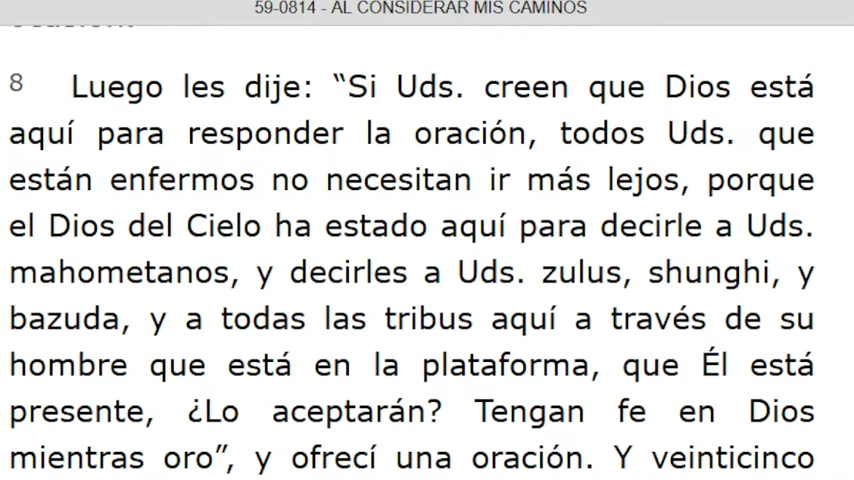 59-0814 - AL CONSIDERAR MIS CAMINOS
8 Luego les dije: “Si Uds. creen que Dios está
aquí para responder la oración, todos Uds. que
están enfermos no necesitan ir más lejos, porque
el Dios del Cielo ha estado aquí para decirle a Uds.
mahometanos, y decirles a Uds. zulus, shunghi, y
bazuda, y a todas las tribus aquí a través de su
hombre que está en la plataforma, que Él está
presente, ¿Lo aceptarán? Tengan fe en Dios
mientras oro”, y ofrecí una oración. Y veinticinco